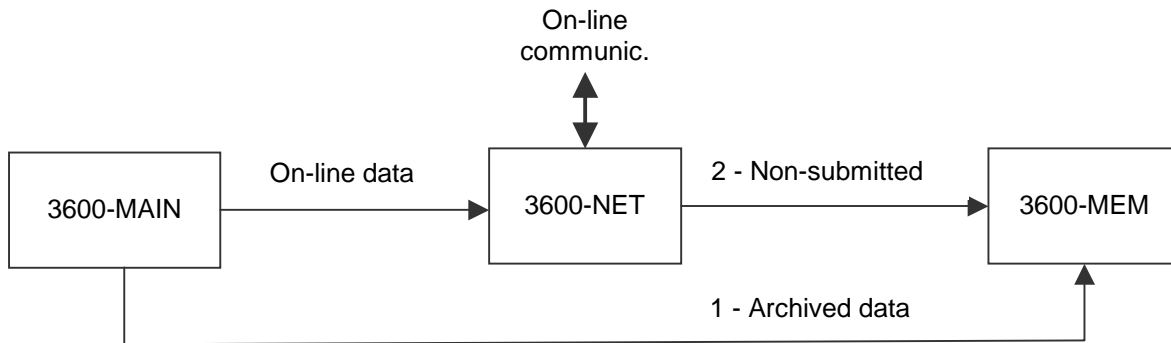 On-line
communic.
On-line data
2 - Non-submitted
3600-MAIN
3600-NET
3600-MEM
1 - Archived data